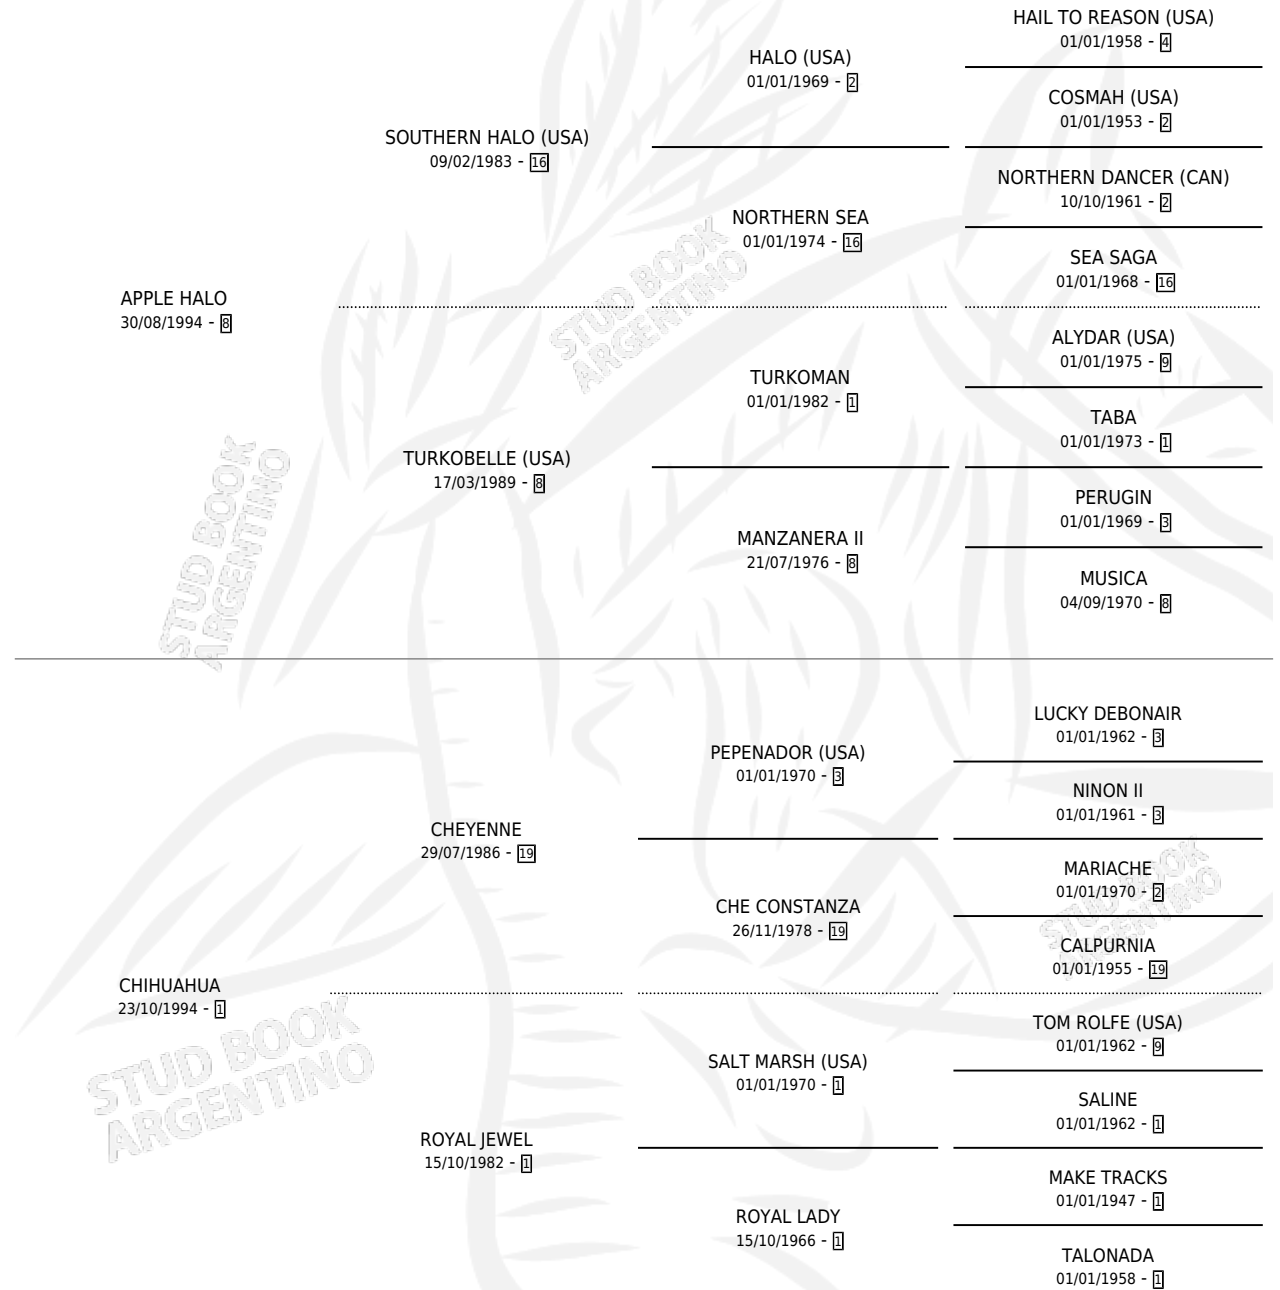 HAIL TO REASON (USA)
01/01/1958 - 4
HALO (USA)
01/01/1969 - 2
COSMAH (USA)
01/01/1953 - 2
SOUTHERN HALO (USA)
09/02/1983 - 16
NORTHERN DANCER (CAN)
10/10/1961 - 2
NORTHERN SEA
01/01/1974 - 16
SEA SAGA
01/01/1968 - 16
APPLE HALO
30/08/1994 - 8
ALYDAR (USA)
01/01/1975 - 9
TURKOMAN
01/01/1982 - 1
TABA
01/01/1973 - 1
TURKOBELLE (USA)
17/03/1989 - 8
PERUGIN
01/01/1969 - 3
MANZANERA II
21/07/1976 - 8
MUSICA
04/09/1970 - 8
LUCKY DEBONAIR
01/01/1962 - 3
PEPENADOR (USA)
01/01/1970 - 3
NINON II
01/01/1961 - 3
CHEYENNE
29/07/1986 - 19
MARIACHE
01/01/1970 - 2
CHE CONSTANZA
26/11/1978 - 19
CALPURNIA
01/01/1955 - 19
CHIHUAHUA
23/10/1994 - 1
TOM ROLFE (USA)
01/01/1962 - 9
SALT MARSH (USA)
01/01/1970 - 1
SALINE
01/01/1962 - 1
ROYAL JEWEL
15/10/1982 - 1
MAKE TRACKS
01/01/1947 - 1
ROYAL LADY
15/10/1966 - 1
TALONADA
01/01/1958 - 1
STUD BOOK
ARGENTINO
STUD BOOK
ARGENTINO
STUD BOOK
ARGENTINO
STUD BOOK
ARGENTINO